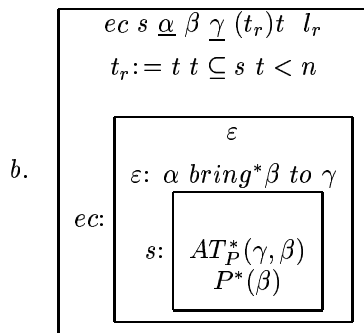 ec s α β γ (t_r)t l_r
t_r := t t ⊆ s t < n
b.
ε
ε: α bring*β to γ
ec:
s:
AT*_P(γ, β)
P*(β)